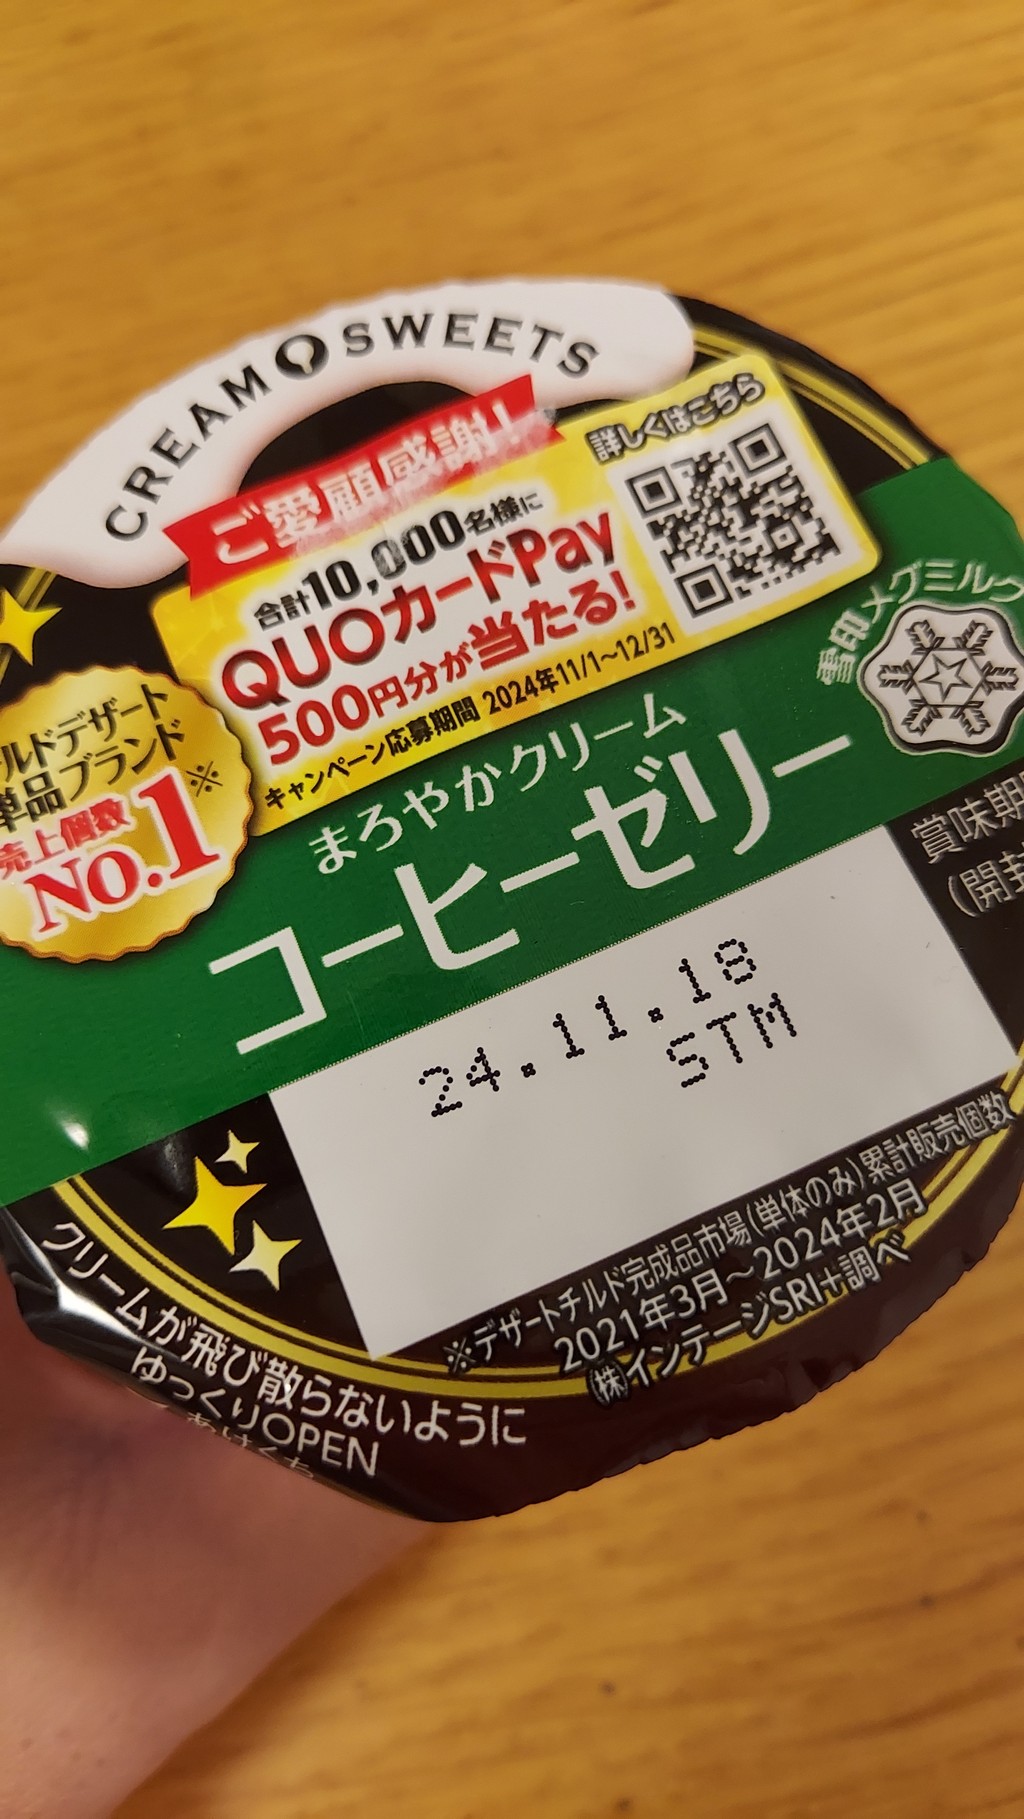 CREAM SWEETS
ご愛顧感謝!
合計10,000名様に
QUOカードPay
500円分が当たる!
キャンペーン応募期間 2024年11/1～12/31
詳しくはこちら
雪印メグミルク
ルドデザート
単品ブランド※
売上個数
No.1
まろやかクリーム
コーヒーゼリー
賞味期
(開封
24.11.18
STM
※デザートチルド完成品市場(単体のみ)累計販売個数
2021年3月～2024年2月
(株)インテージSRI+調べ
クリームが飛び散らないように
ゆっくりOPEN
あけくち